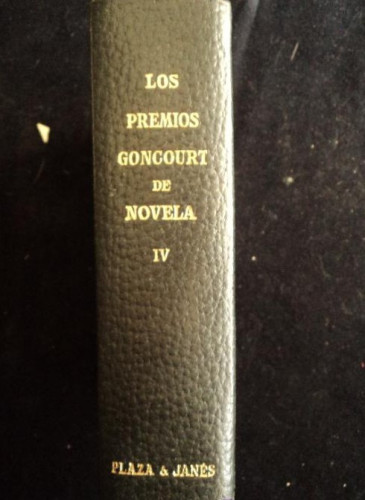 LOS
PREMIOS
GONCOURT
DE
NOVELA
IV
PLAZA & JANÉS